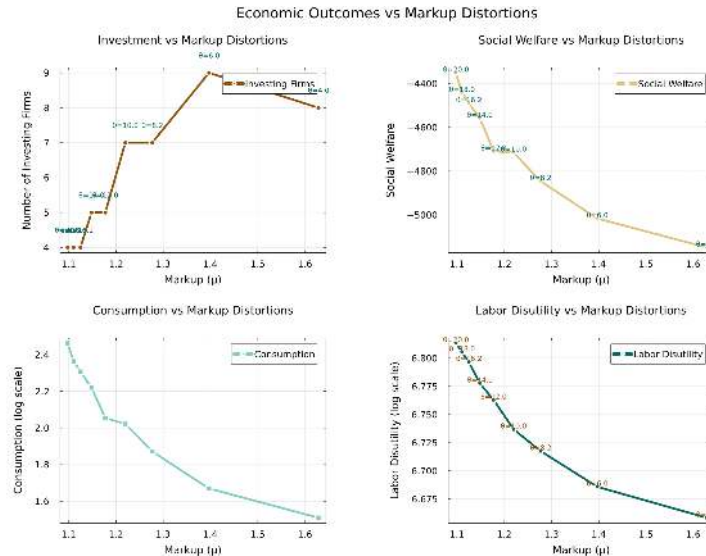 Economic Outcomes vs Markup Distortions
Investment vs Markup Distortions
Number of Investing Firms
9
8
7
6
5
4
θ=6.0
θ=4.0
Investing Firms
1.1
1.2
1.3
1.4
1.5
1.6
Markup (μ)
Social Welfare vs Markup Distortions
Social Welfare
−4400
−4600
−4800
θ=20.0
θ=14.0
θ=8.2
θ=6.0
Social Welfare
1.1
1.2
1.3
1.4
1.5
1.6
Markup (μ)
Consumption vs Markup Distortions
Consumption (log scale)
2.4
2.2
2.0
1.8
1.6
Consumption
1.1
1.2
1.3
1.4
1.5
1.6
Markup (μ)
Labor Disutility vs Markup Distortions
Labor Disutility (log scale)
6.800
6.775
6.750
6.725
6.700
6.675
θ=20.0
θ=8.2
θ=6.0
Labor Disutility
1.1
1.2
1.3
1.4
1.5
1.6
Markup (μ)